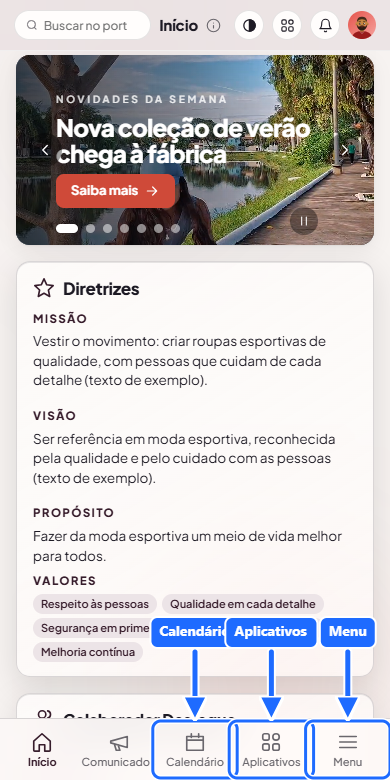 Buscar no port
Início
NOVIDADES DA SEMANA
Nova coleção de verão
chega à fábrica
Saiba mais
Diretrizes
MISSÃO
Vestir o movimento: criar roupas esportivas de
qualidade, com pessoas que cuidam de cada
detalhe (texto de exemplo).
VISÃO
Ser referência em moda esportiva, reconhecida
pela qualidade e pelo cuidado com as pessoas
(texto de exemplo).
PROPÓSITO
Fazer da moda esportiva um meio de vida melhor
para todos.
VALORES
Respeito às pessoas
Qualidade em cada detalhe
Segurança em prime
Calendário
Aplicativos
Menu
Melhoria contínua
Colaborador Destaque
Início
Comunicado
Calendário
Aplicativos
Menu